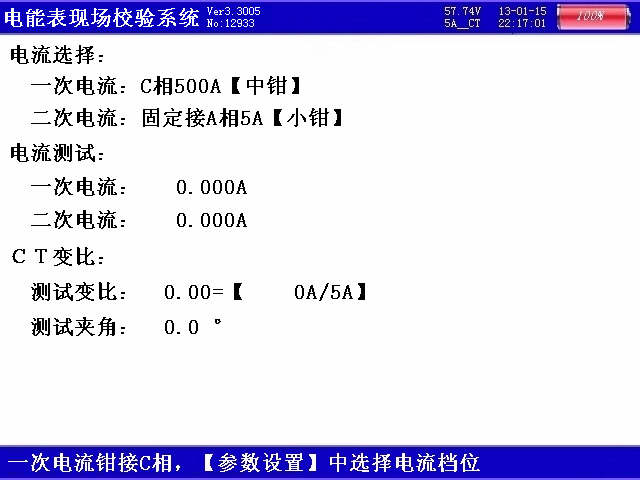 电能表现场校验系统 Ver3.3005 57.74V 13-01-15 100%
No:12933 5A__CT 22:17:01
电流选择：
一次电流：C相500A【中钳】
二次电流：固定接A相5A【小钳】
电流测试：
一次电流： 0.000A
二次电流： 0.000A
ＣＴ变比：
测试变比： 0.00=【 0A/5A】
测试夹角： 0.0 °
一次电流钳接C相，【参数设置】中选择电流档位